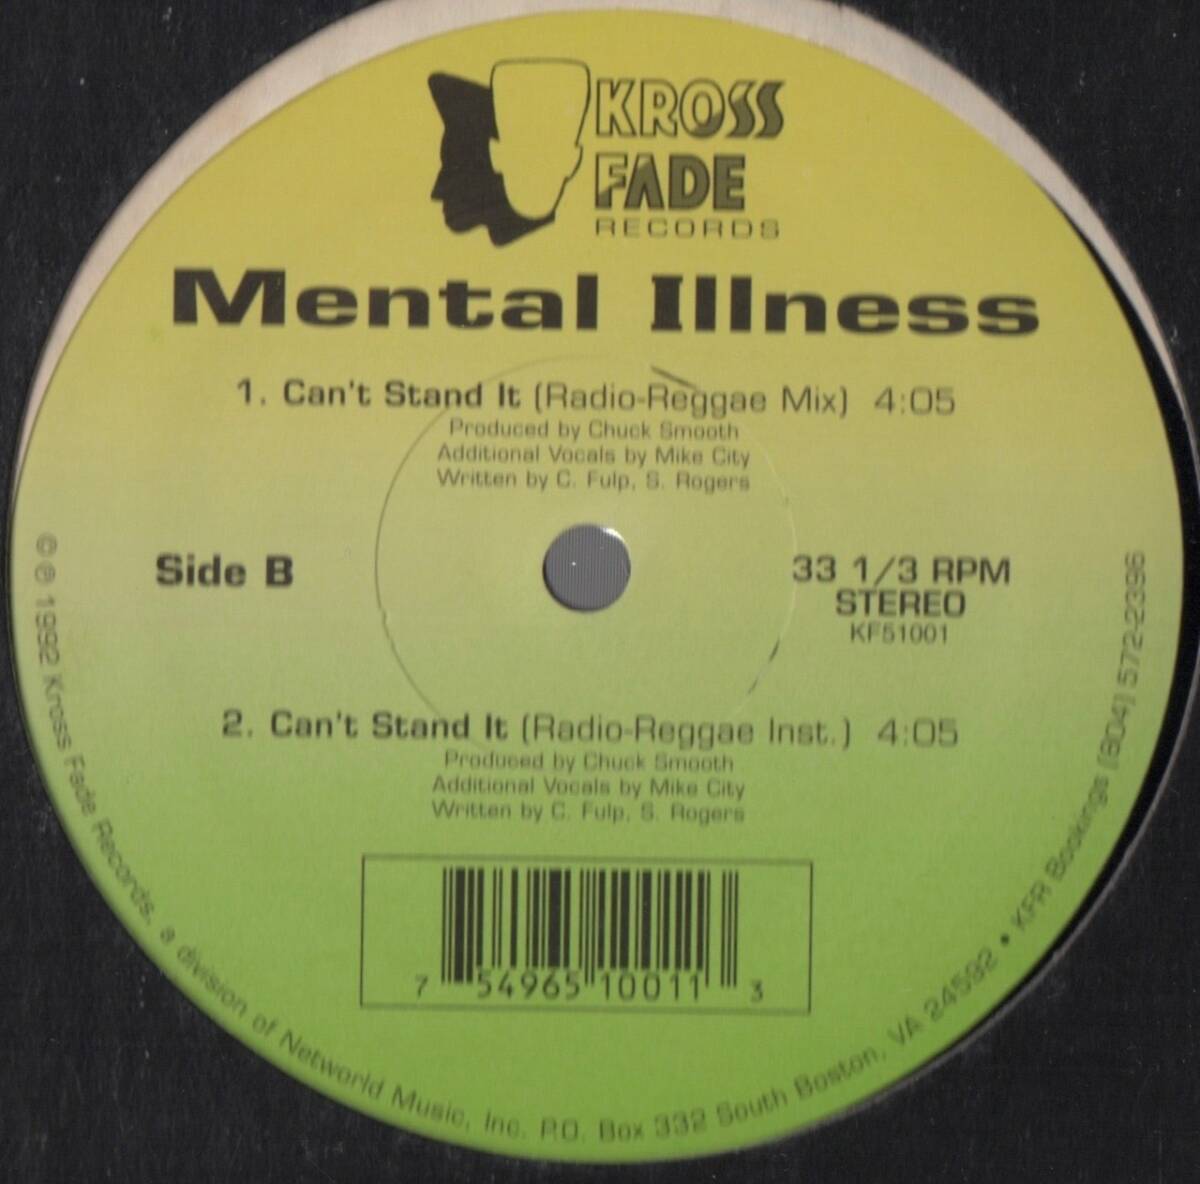 KROSS
FADE
RECORDS
Mental Illness
1. Can't Stand It (Radio-Reggae Mix) 4:05
Produced by Chuck Smooth
Additional Vocals by Mike City
Written by C. Fulp, S. Rogers
Side B
33 1/3 RPM
STEREO
KF51001
2. Can't Stand It (Radio-Reggae Inst.) 4:05
Produced by Chuck Smooth
Additional Vocals by Mike City
Written by C. Fulp, S. Rogers
7 54965 10011 3
© ℗ 1992 Kross Fade Records, a division of Networld Music, Inc. P.O. Box 332 South Boston, VA 24592 • KFR Bookings (804) 572-2396